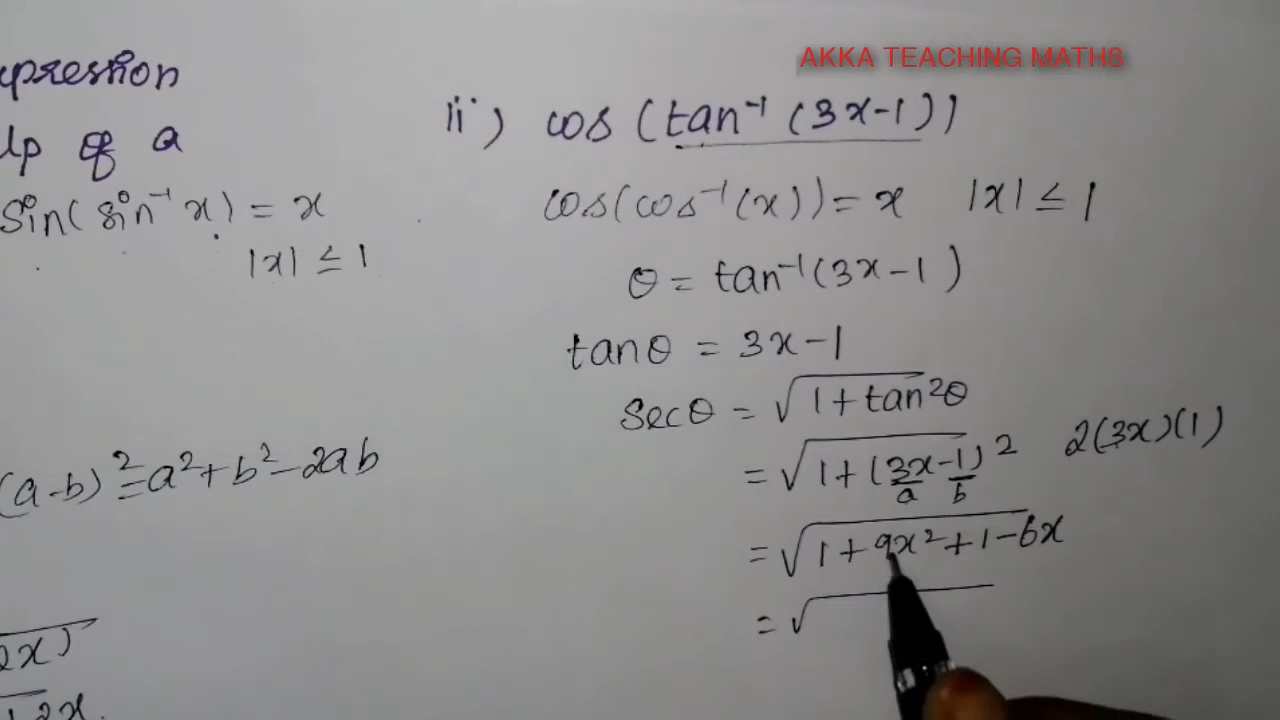 AKKA TEACHING MATHS
lp of a
sin(sin⁻¹ x) = x
|x| ≤ 1
(a-b)² = a² + b² - 2ab
2x)
ii) cos (tan⁻¹ (3x-1))
cos(cos⁻¹(x)) = x |x| ≤ 1
θ = tan⁻¹(3x-1)
tanθ = 3x-1
secθ = √1+tan²θ
= √1+(3x-1)² 2(3x)(1)
a b
= √1+9x²+1-6x
= √